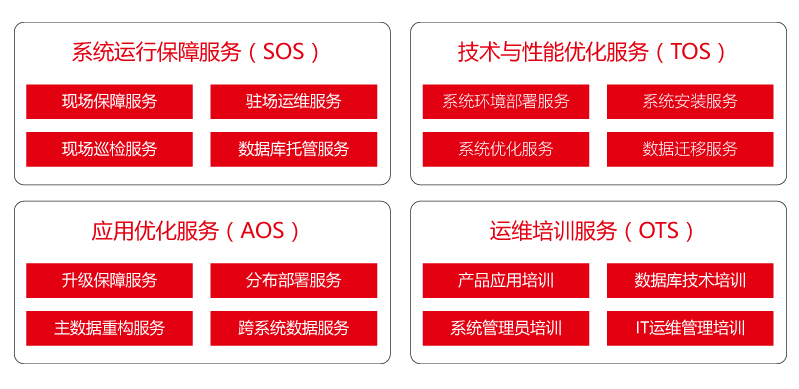 系统运行保障服务（SOS）
现场保障服务
驻场运维服务
现场巡检服务
数据库托管服务
技术与性能优化服务（TOS）
系统环境部署服务
系统安装服务
系统优化服务
数据迁移服务
应用优化服务（AOS）
升级保障服务
分布部署服务
主数据重构服务
跨系统数据服务
运维培训服务（OTS）
产品应用培训
数据库技术培训
系统管理员培训
IT运维管理培训